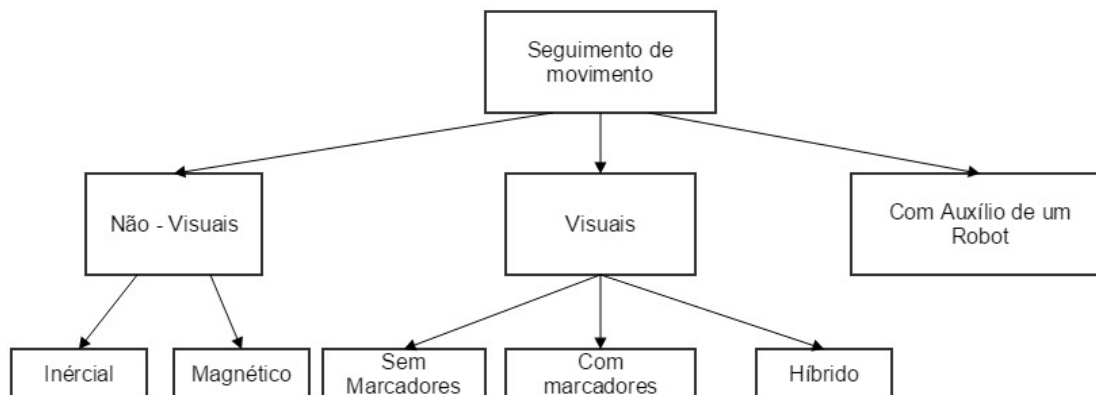 Seguimento de
movimento
Não - Visuais
Visuais
Com Auxílio de um
Robot
Inércial
Magnético
Sem
Marcadores
Com
marcadores
Híbrido